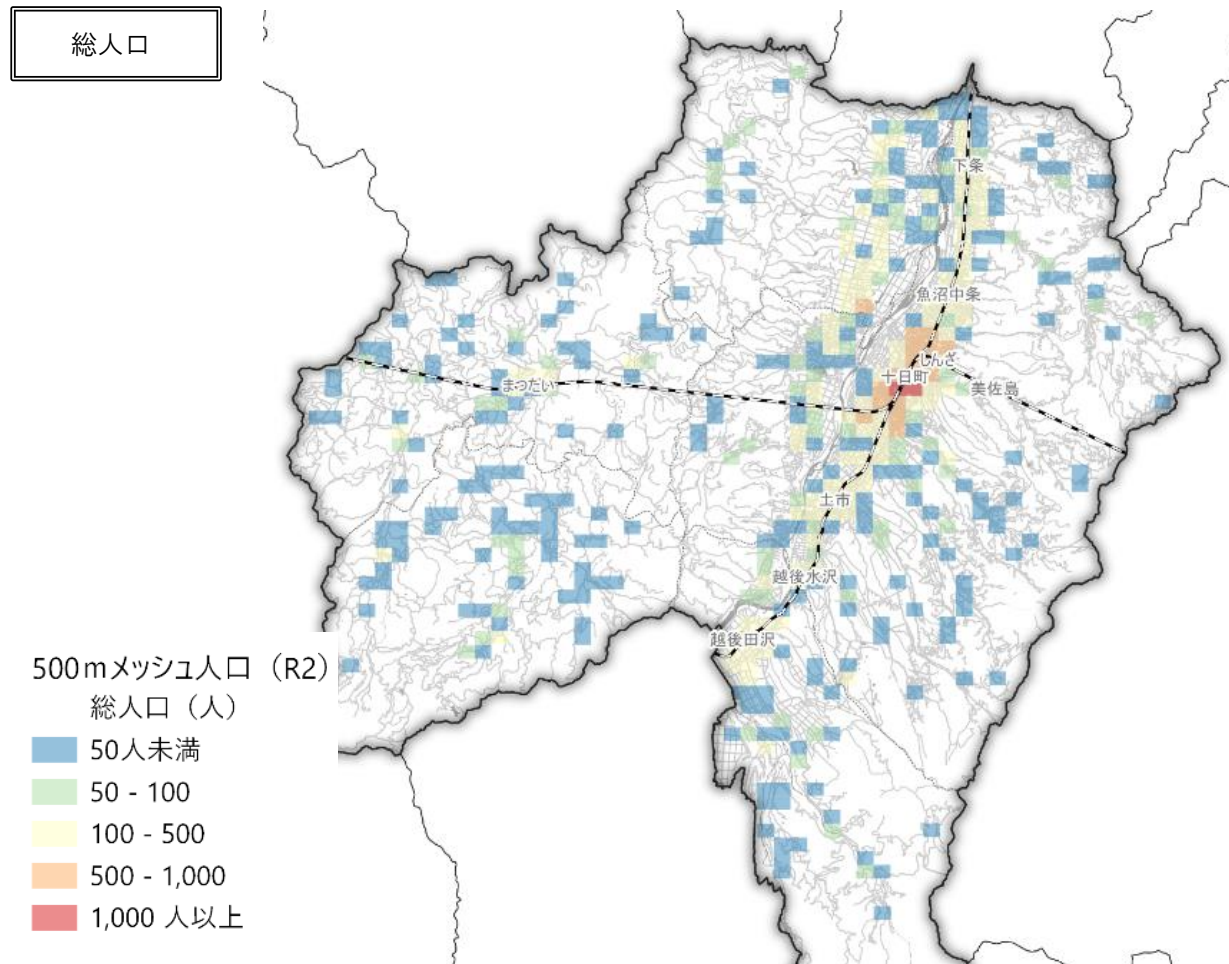 総人口
下条
魚沼中条
しんざ
十日町
美佐島
まつだい
土市
越後水沢
越後田沢
500mメッシュ人口（R2）
総人口（人）
50人未満
50 - 100
100 - 500
500 - 1,000
1,000 人以上